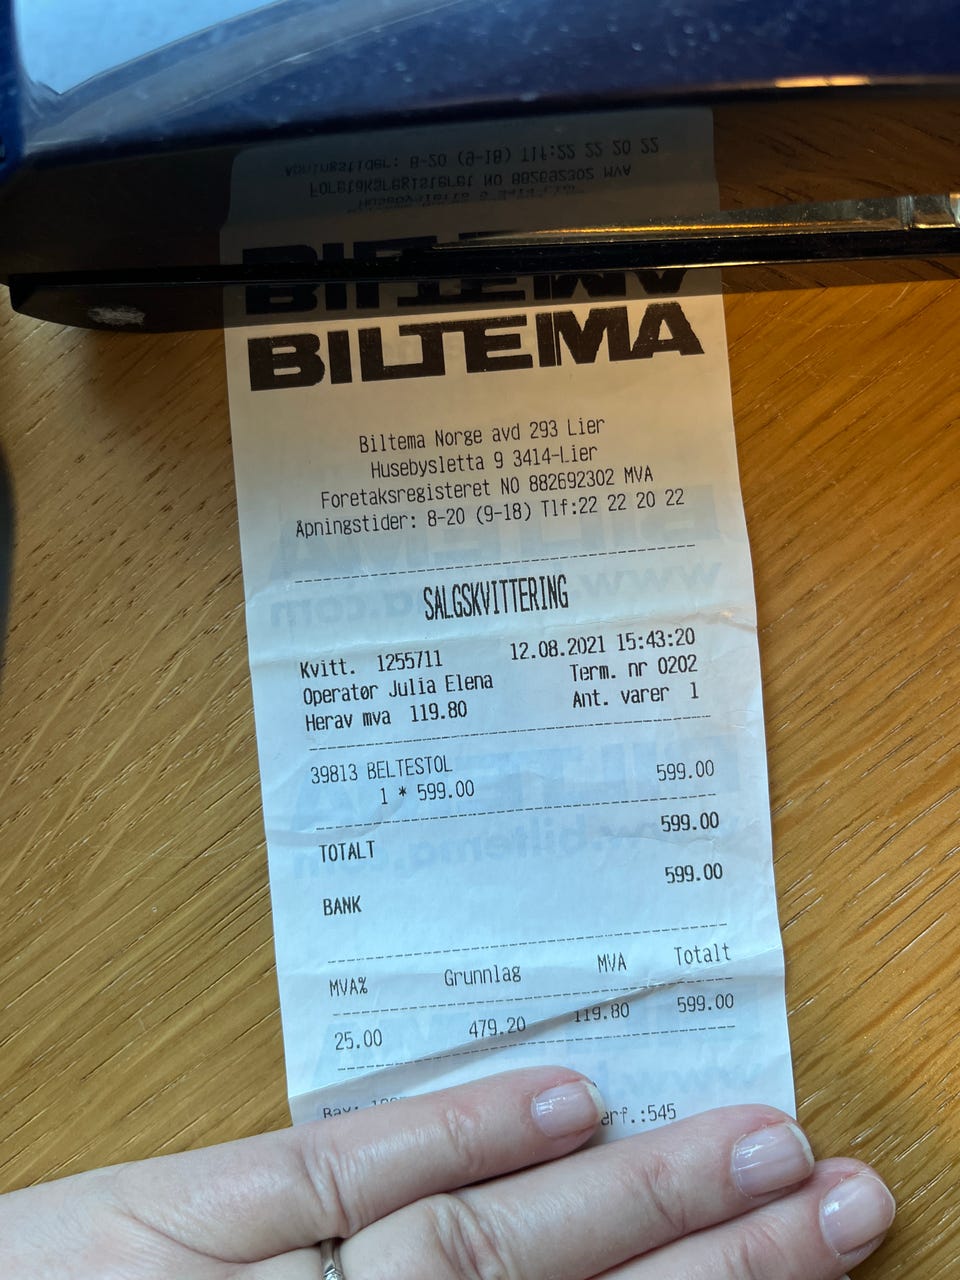 BILTEMA
Biltema Norge avd 293 Lier
Husebysletta 9 3414-Lier
Foretaksregisteret NO 882692302 MVA
Åpningstider: 8-20 (9-18) Tlf:22 22 20 22
SALGSKVITTERING
Kvitt. 1255711 12.08.2021 15:43:20
Operatør Julia Elena Term. nr 0202
Herav mva 119.80 Ant. varer 1
39813 BELTESTOL 599.00
1 * 599.00
TOTALT 599.00
BANK 599.00
MVA% Grunnlag MVA Totalt
25.00 479.20 119.80 599.00
erf.:545